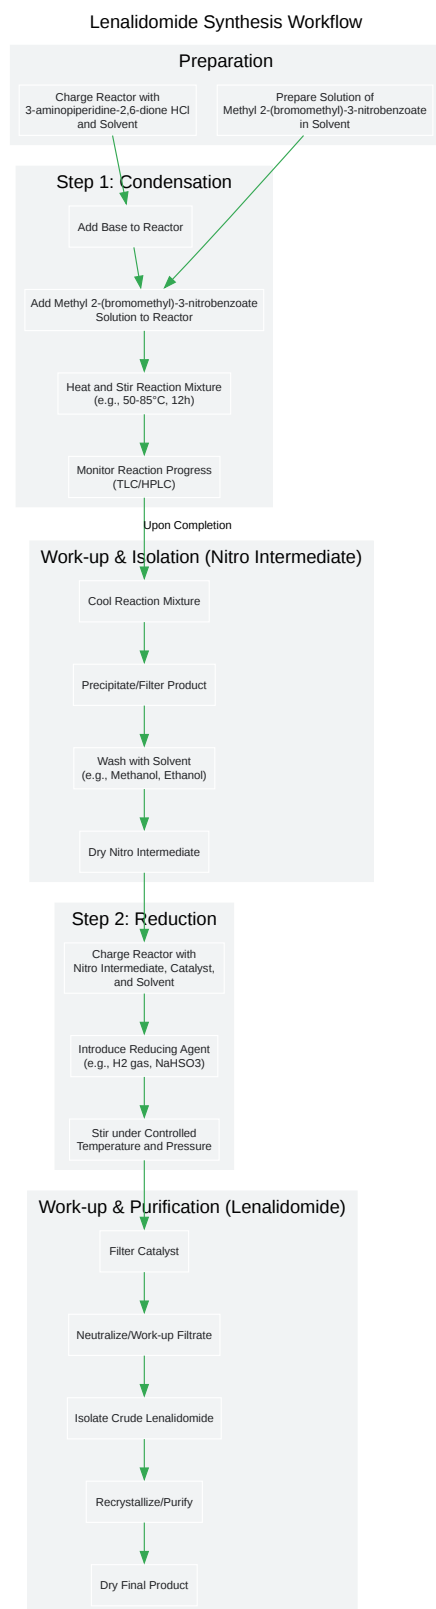 Lenalidomide Synthesis Workflow
Preparation
Charge Reactor with
3-aminopiperidine-2,6-dione HCl
and Solvent
Prepare Solution of
Methyl 2-(bromomethyl)-3-nitrobenzoate
in Solvent
Step 1: Condensation
Add Base to Reactor
Add Methyl 2-(bromomethyl)-3-nitrobenzoate
Solution to Reactor
Heat and Stir Reaction Mixture
(e.g., 50-85°C, 12h)
Monitor Reaction Progress
(TLC/HPLC)
Upon Completion
Work-up & Isolation (Nitro Intermediate)
Cool Reaction Mixture
Precipitate/Filter Product
Wash with Solvent
(e.g., Methanol, Ethanol)
Dry Nitro Intermediate
Step 2: Reduction
Charge Reactor with
Nitro Intermediate, Catalyst,
and Solvent
Introduce Reducing Agent
(e.g., H2 gas, NaHSO3)
Stir under Controlled
Temperature and Pressure
Work-up & Purification (Lenalidomide)
Filter Catalyst
Neutralize/Work-up Filtrate
Isolate Crude Lenalidomide
Recrystallize/Purify
Dry Final Product